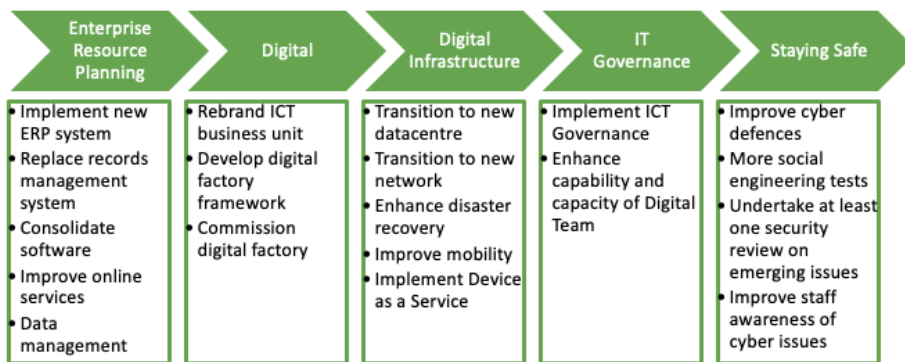 Enterprise
Resource
Planning
• Implement new
ERP system
• Replace records
management
system
• Consolidate
software
• Improve online
services
• Data
management
Digital
• Rebrand ICT
business unit
• Develop digital
factory
framework
• Commission
digital factory
Digital
Infrastructure
• Transition to new
datacentre
• Transition to new
network
• Enhance disaster
recovery
• Improve mobility
• Implement Device
as a Service
IT
Governance
• Implement ICT
Governance
• Enhance
capability and
capacity of Digital
Team
Staying Safe
• Improve cyber
defences
• More social
engineering tests
• Undertake at least
one security
review on
emerging issues
• Improve staff
awareness of
cyber issues